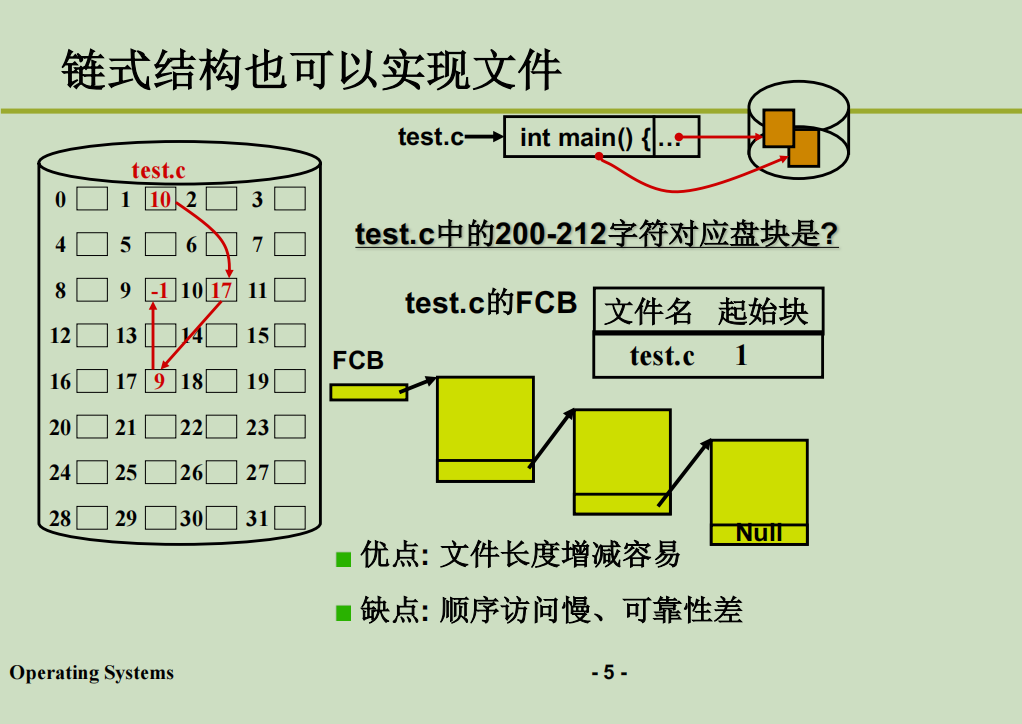 链式结构也可以实现文件
test.c int main() { …
test.c
0 1 10 2 3
4 5 6 7
8 9 -1 10 17 11
12 13 14 15
16 17 9 18 19
20 21 22 23
24 25 26 27
28 29 30 31
test.c中的200-212字符对应盘块是?
test.c的FCB
文件名 起始块
test.c 1
FCB
Null
优点: 文件长度增减容易
缺点: 顺序访问慢、可靠性差
Operating Systems
- 5 -